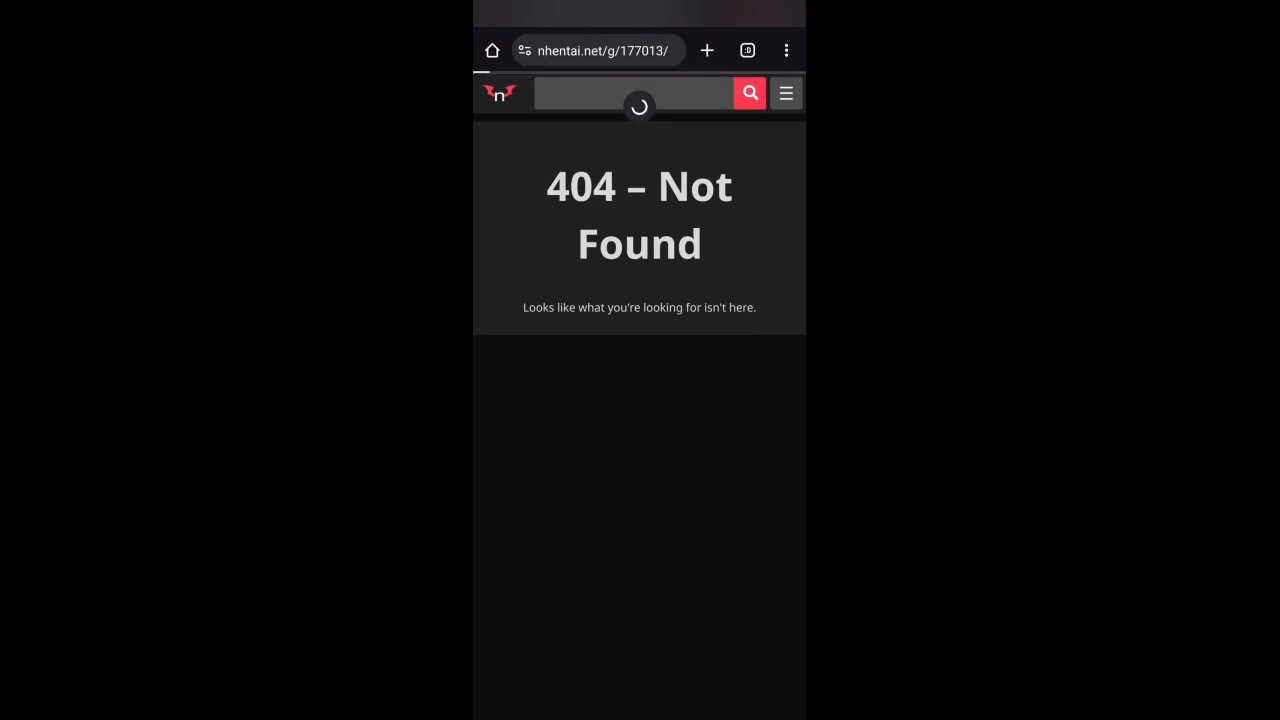 nhentai.net/g/177013/
:D
n
404 – Not
Found
Looks like what you're looking for isn't here.